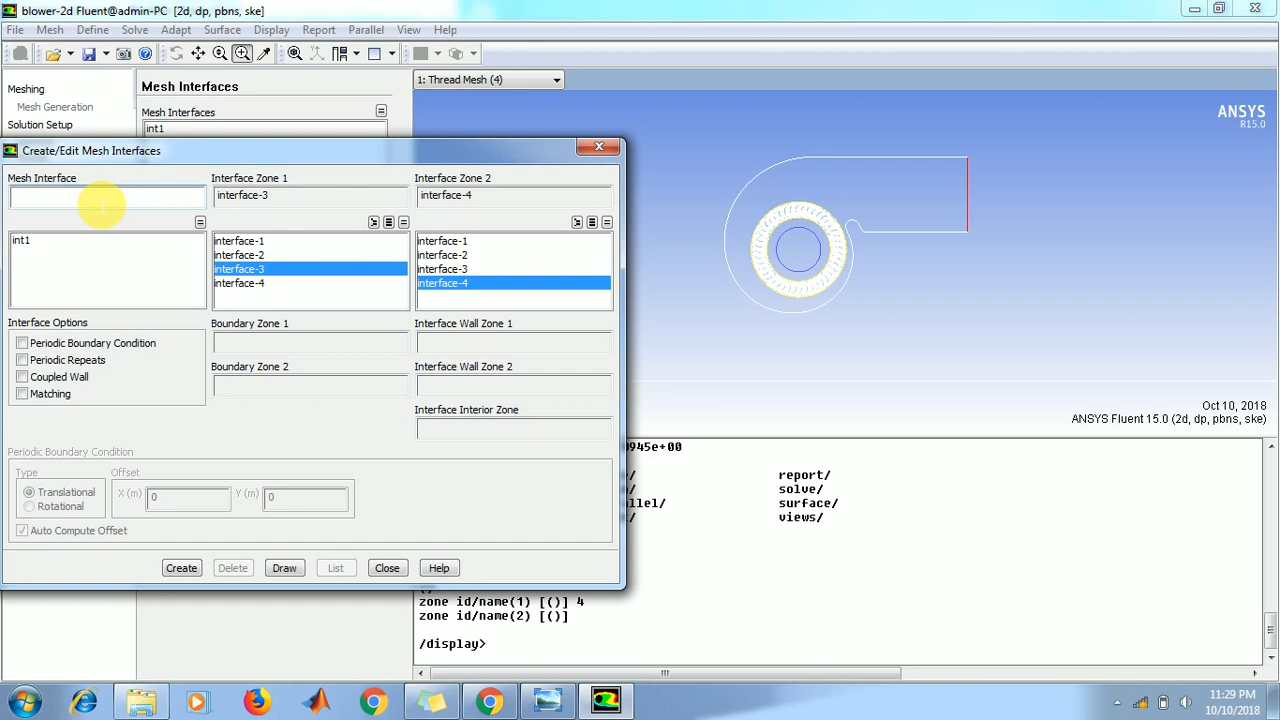 blower-2d Fluent@admin-PC [2d, dp, pbns, ske]
File Mesh Define Solve Adapt Surface Display Report Parallel View Help
Meshing
Mesh Generation
Solution Setup
Mesh Interfaces
Mesh Interfaces
int1
1: Thread Mesh (4)
ANSYS
R15.0
Create/Edit Mesh Interfaces
Mesh Interface Interface Zone 1 Interface Zone 2
interface-3 interface-4
int1
interface-1
interface-2
interface-3
interface-4
interface-1
interface-2
interface-3
interface-4
Interface Options
Periodic Boundary Condition
Periodic Repeats
Coupled Wall
Matching
Boundary Zone 1
Interface Wall Zone 1
Boundary Zone 2
Interface Wall Zone 2
Interface Interior Zone
Periodic Boundary Condition
Type Offset
Translational
Rotational
X (m) 0 Y (m) 0
Auto Compute Offset
Create Delete Draw List Close Help
Oct 10, 2018
ANSYS Fluent 15.0 (2d, dp, pbns, ske)
0945e+00
/ report/
solve/
llel/ surface/
/ views/
zone id/name(1) [()] 4
zone id/name(2) [()]
/display>
11:29 PM
10/10/2018